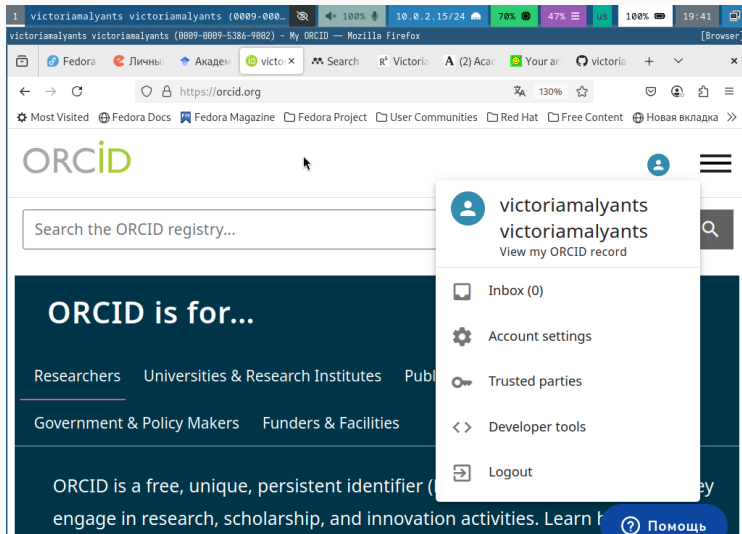 1 victoriamalyants victoriamalyants (0009-000… 100% 10.0.2.15/24 70% 47% us 100% 19:41
victoriamalyants victoriamalyants (0009-0009-5386-9802) – My ORCID — Mozilla Firefox [Browser]
Fedora Личны Академ victo × Search Victoria (2) Acac Your ar victoria + ×
https://orcid.org 130%
Most Visited Fedora Docs Fedora Magazine Fedora Project User Communities Red Hat Free Content Новая вкладка
ORCID
victoriamalyants
victoriamalyants
View my ORCID record
Search the ORCID registry...
Inbox (0)
Account settings
Trusted parties
Developer tools
Logout
ORCID is for...
Researchers Universities & Research Institutes Publ
Government & Policy Makers Funders & Facilities
ORCID is a free, unique, persistent identifier ( ey
engage in research, scholarship, and innovation activities. Learn h
Помощь